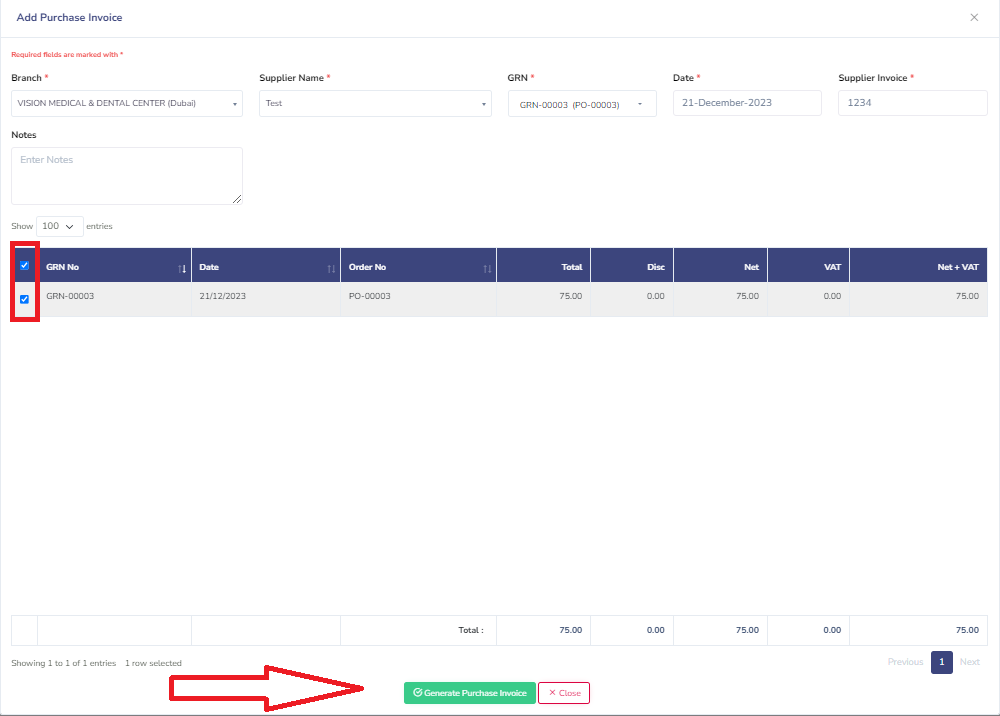 Add Purchase Invoice ×
Required fields are marked with *
Branch * Supplier Name * GRN * Date * Supplier Invoice *
VISION MEDICAL & DENTAL CENTER (Dubai) Test GRN-00003 (PO-00003) 21-December-2023 1234
Notes
Enter Notes
Show 100 entries
GRN No Date Order No Total Disc Net VAT Net + VAT
GRN-00003 21/12/2023 PO-00003 75.00 0.00 75.00 0.00 75.00
Total : 75.00 0.00 75.00 0.00 75.00
Showing 1 to 1 of 1 entries 1 row selected Previous 1 Next
Generate Purchase Invoice × Close